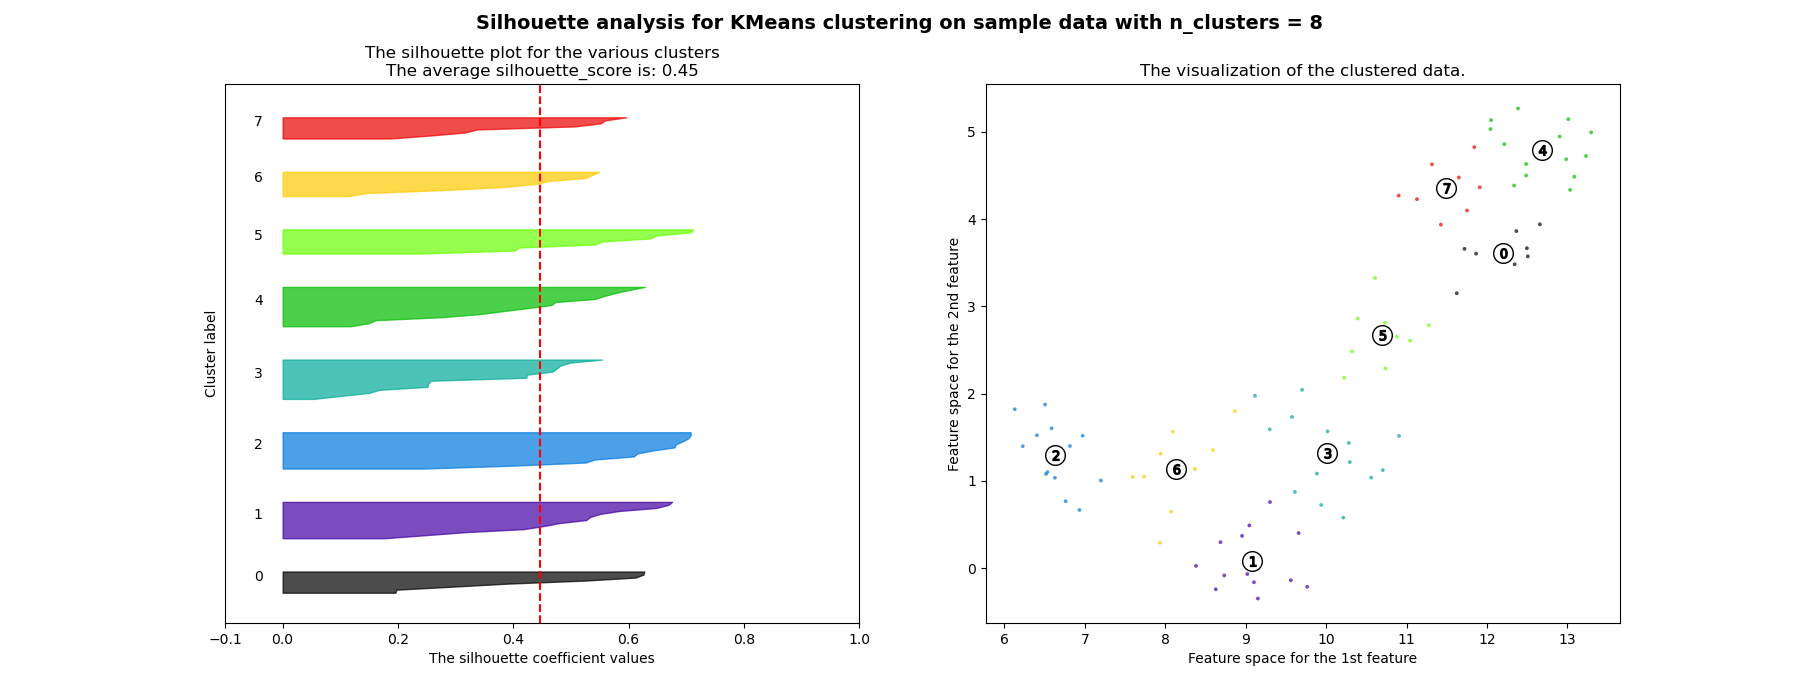 Silhouette analysis for KMeans clustering on sample data with n_clusters = 8
The silhouette plot for the various clusters
The average silhouette_score is: 0.45
7
6
5
4
3
2
1
0
Cluster label
−0.1 0.0 0.2 0.4 0.6 0.8 1.0
The silhouette coefficient values
The visualization of the clustered data.
5
4
3
2
1
0
Feature space for the 2nd feature
4
7
0
5
3
2
6
1
6 7 8 9 10 11 12 13
Feature space for the 1st feature